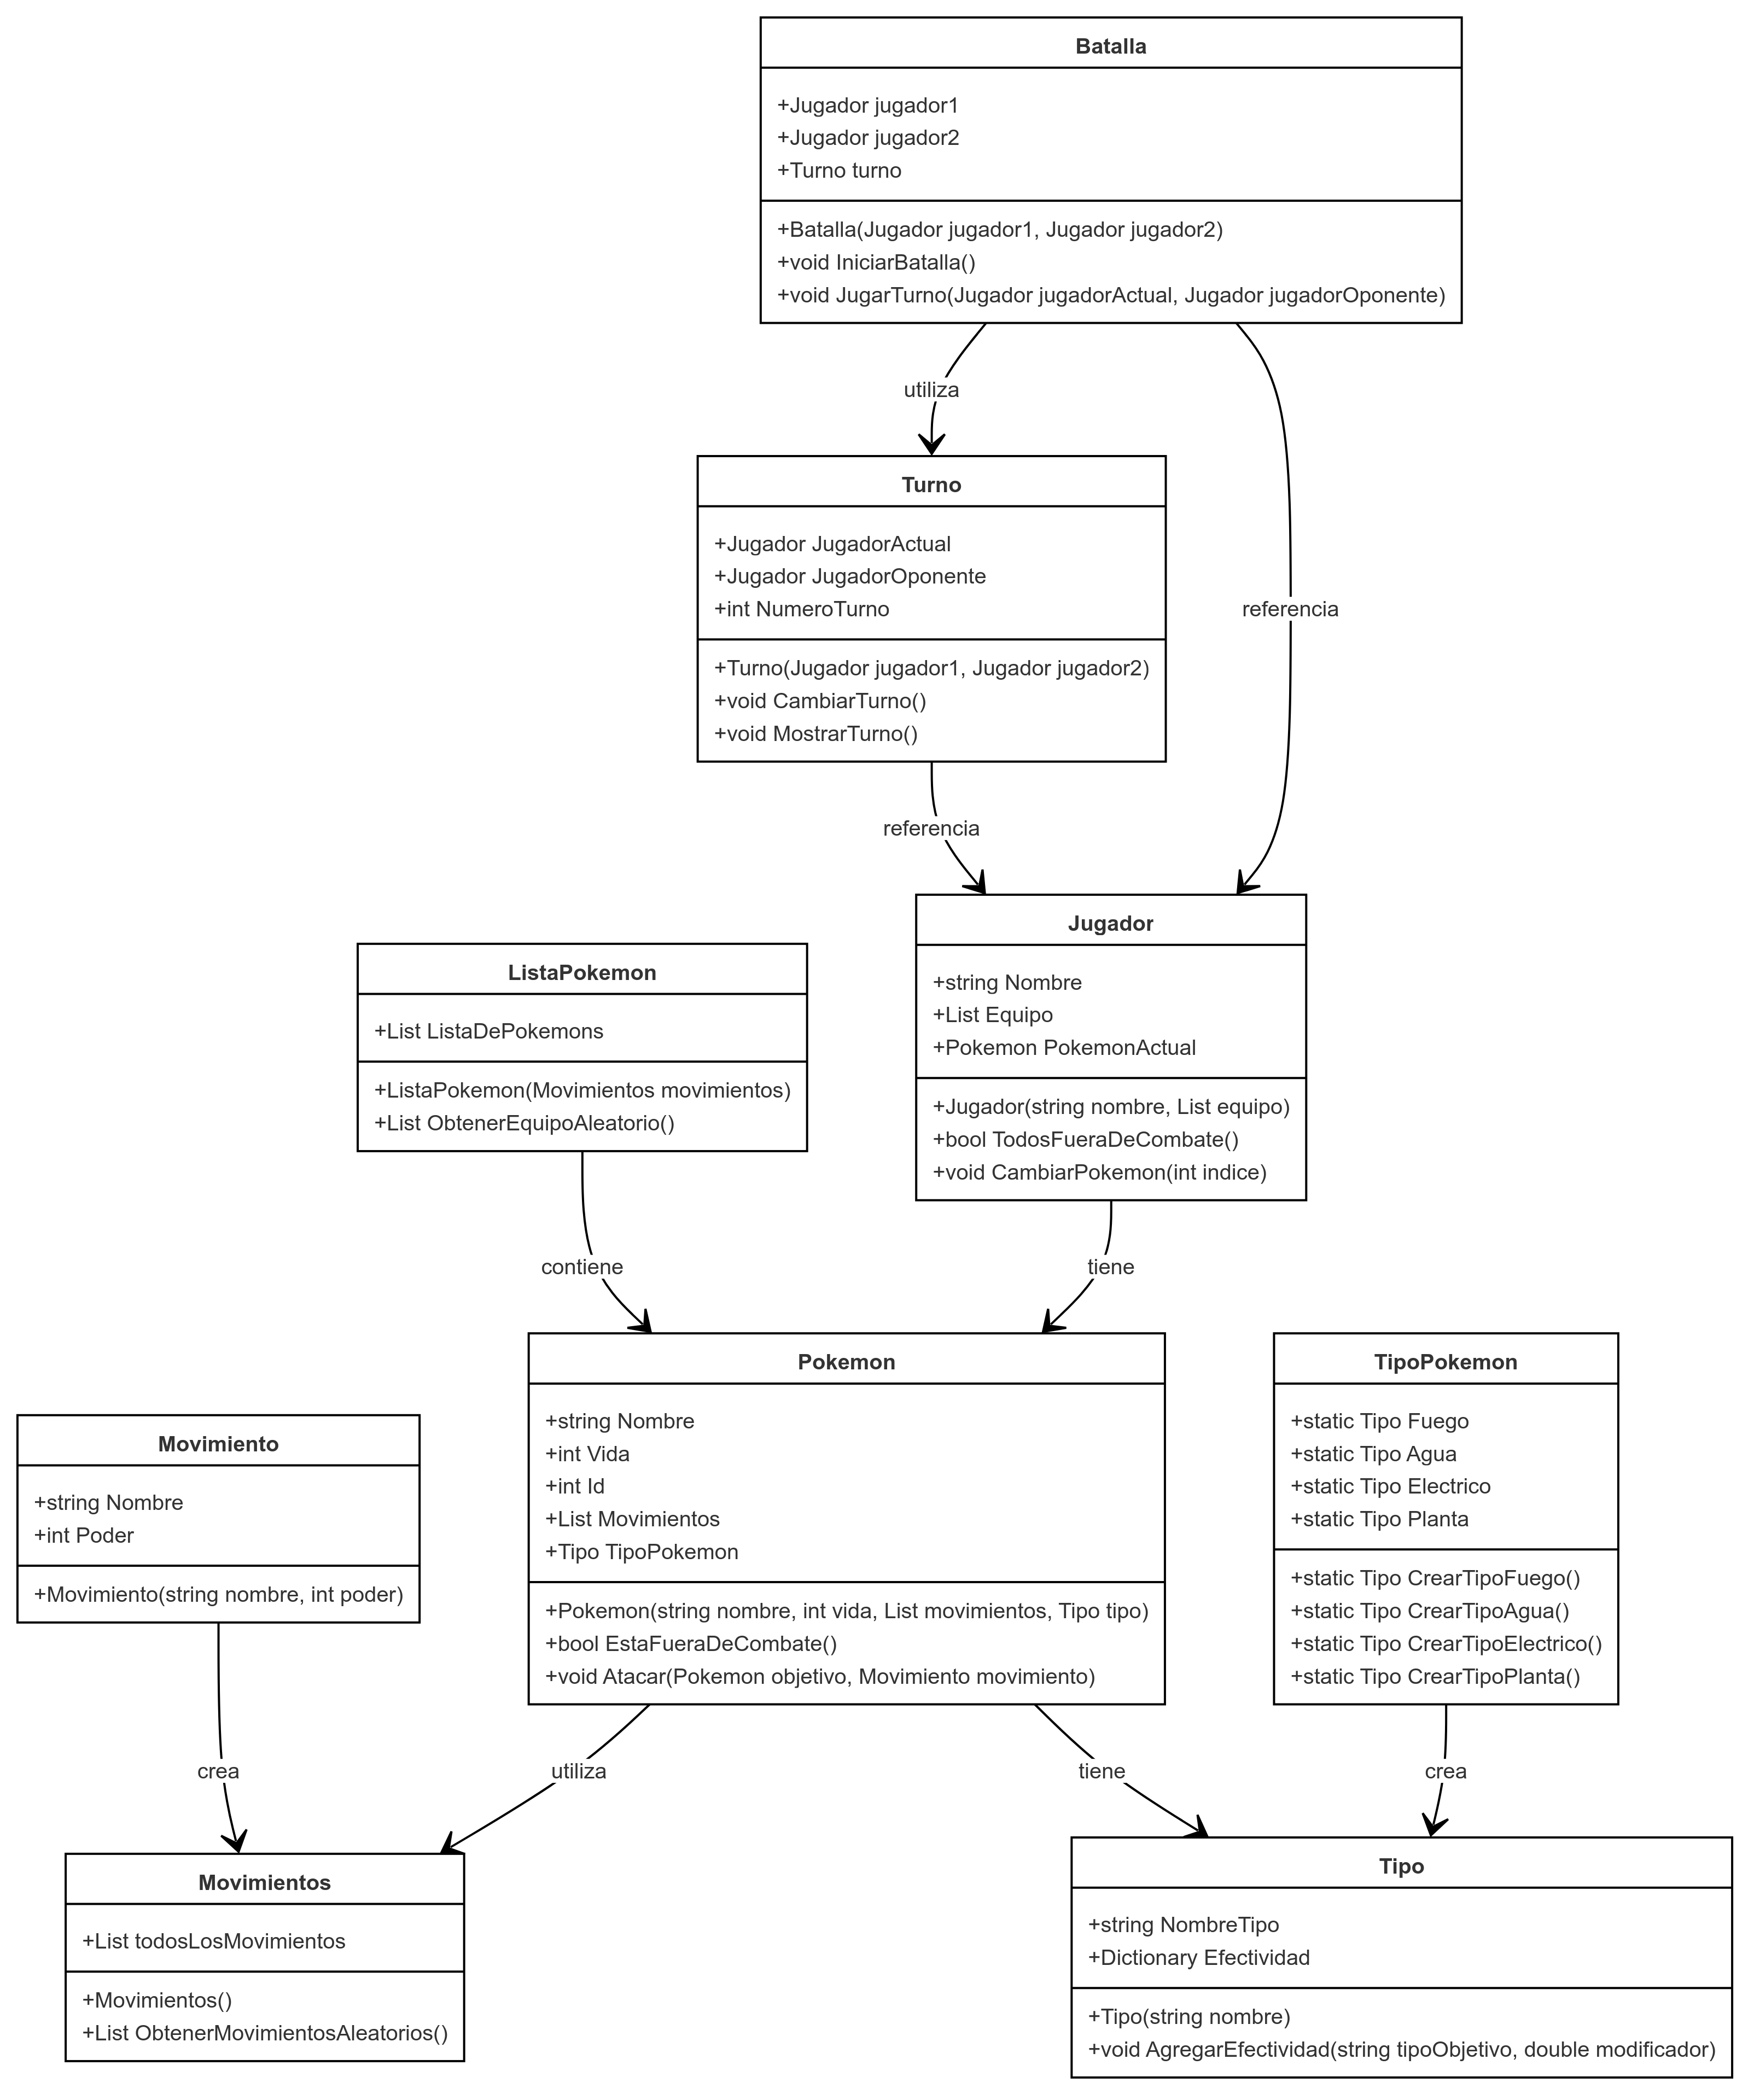 Batalla
+Jugador jugador1
+Jugador jugador2
+Turno turno
+Batalla(Jugador jugador1, Jugador jugador2)
+void IniciarBatalla()
+void JugarTurno(Jugador jugadorActual, Jugador jugadorOponente)
utiliza
referencia
Turno
+Jugador JugadorActual
+Jugador JugadorOponente
+int NumeroTurno
+Turno(Jugador jugador1, Jugador jugador2)
+void CambiarTurno()
+void MostrarTurno()
referencia
ListaPokemon
+List ListaDePokemons
+ListaPokemon(Movimientos movimientos)
+List ObtenerEquipoAleatorio()
Jugador
+string Nombre
+List Equipo
+Pokemon PokemonActual
+Jugador(string nombre, List equipo)
+bool TodosFueraDeCombate()
+void CambiarPokemon(int indice)
contiene
tiene
Movimiento
+string Nombre
+int Poder
+Movimiento(string nombre, int poder)
Pokemon
+string Nombre
+int Vida
+int Id
+List Movimientos
+Tipo TipoPokemon
+Pokemon(string nombre, int vida, List movimientos, Tipo tipo)
+bool EstaFueraDeCombate()
+void Atacar(Pokemon objetivo, Movimiento movimiento)
TipoPokemon
+static Tipo Fuego
+static Tipo Agua
+static Tipo Electrico
+static Tipo Planta
+static Tipo CrearTipoFuego()
+static Tipo CrearTipoAgua()
+static Tipo CrearTipoElectrico()
+static Tipo CrearTipoPlanta()
crea
utiliza
tiene
crea
Movimientos
+List todosLosMovimientos
+Movimientos()
+List ObtenerMovimientosAleatorios()
Tipo
+string NombreTipo
+Dictionary Efectividad
+Tipo(string nombre)
+void AgregarEfectividad(string tipoObjetivo, double modificador)